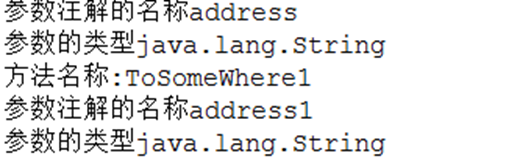 参数注解的名称address
参数的类型java.lang.String
方法名称:ToSomeWhere1
参数注解的名称address1
参数的类型java.lang.String